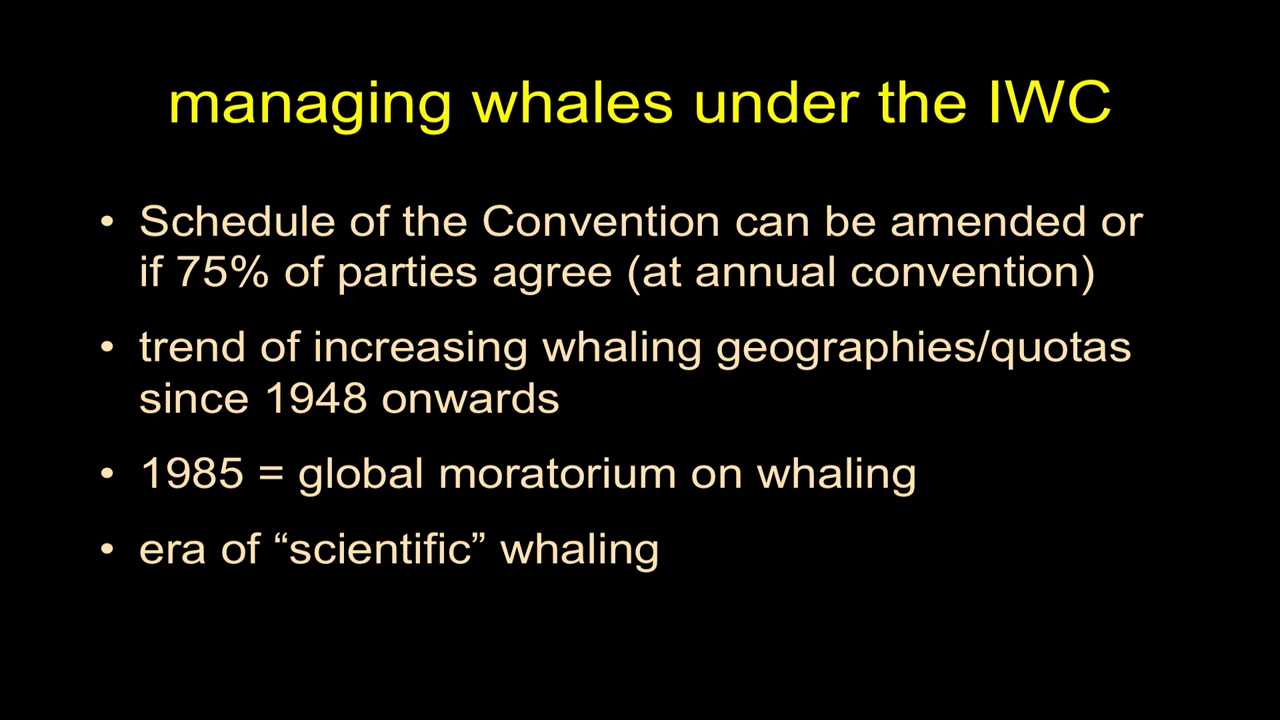 managing whales under the IWC
• Schedule of the Convention can be amended or
if 75% of parties agree (at annual convention)
• trend of increasing whaling geographies/quotas
since 1948 onwards
• 1985 = global moratorium on whaling
• era of “scientific” whaling